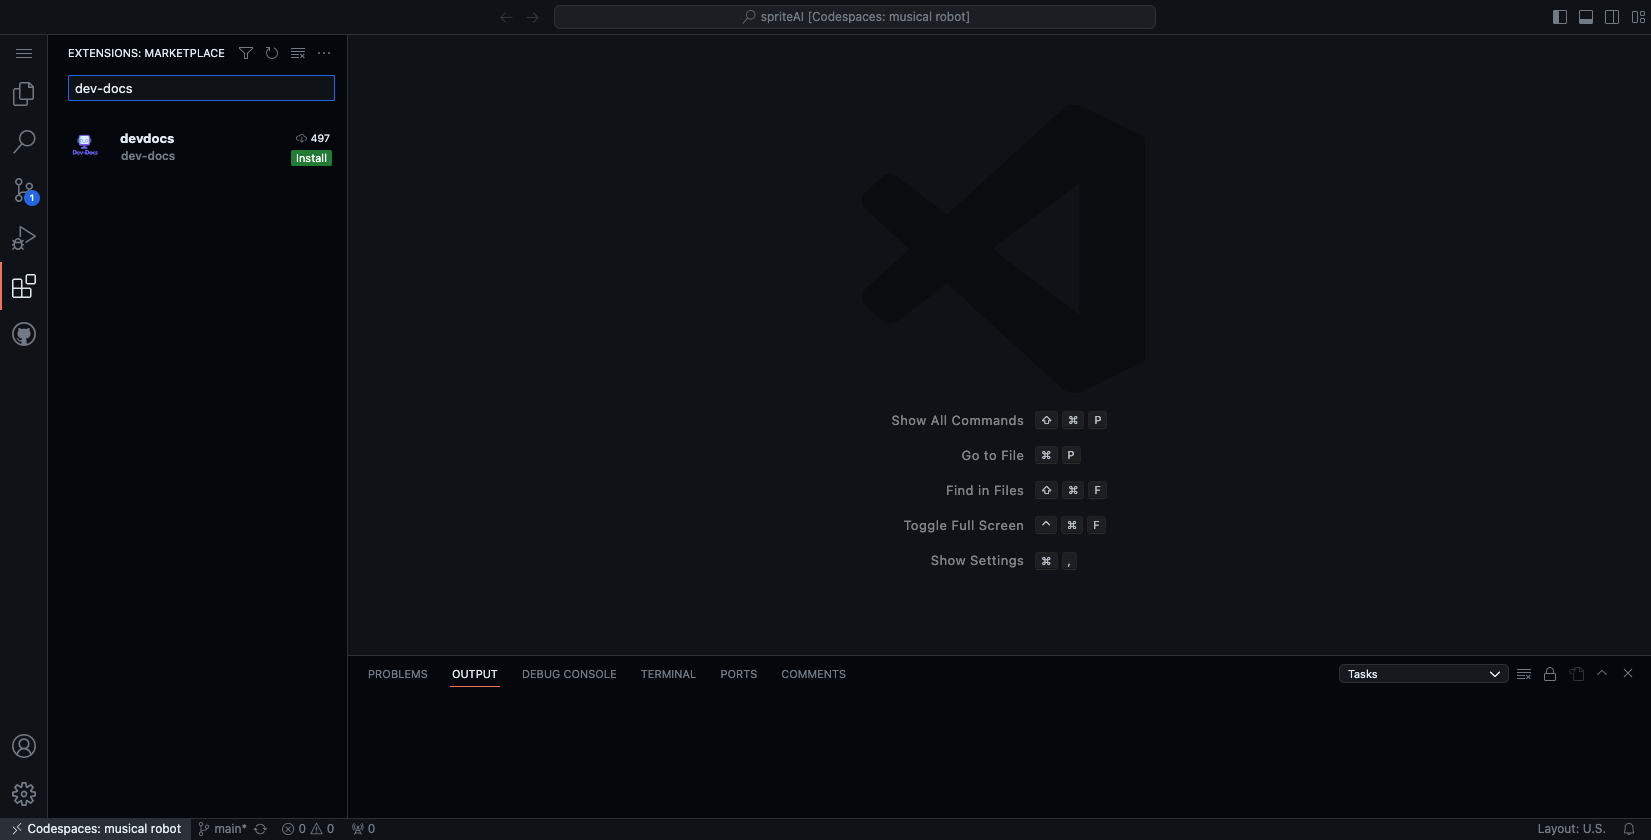 spriteAI [Codespaces: musical robot]
EXTENSIONS: MARKETPLACE
dev-docs
Dev-Docs
devdocs
497
dev-docs
Install
1
Show All Commands ⇧ ⌘ P
Go to File ⌘ P
Find in Files ⇧ ⌘ F
Toggle Full Screen ^ ⌘ F
Show Settings ⌘ ,
PROBLEMS OUTPUT DEBUG CONSOLE TERMINAL PORTS COMMENTS
Tasks
Codespaces: musical robot main* 0 0 0
Layout: U.S.